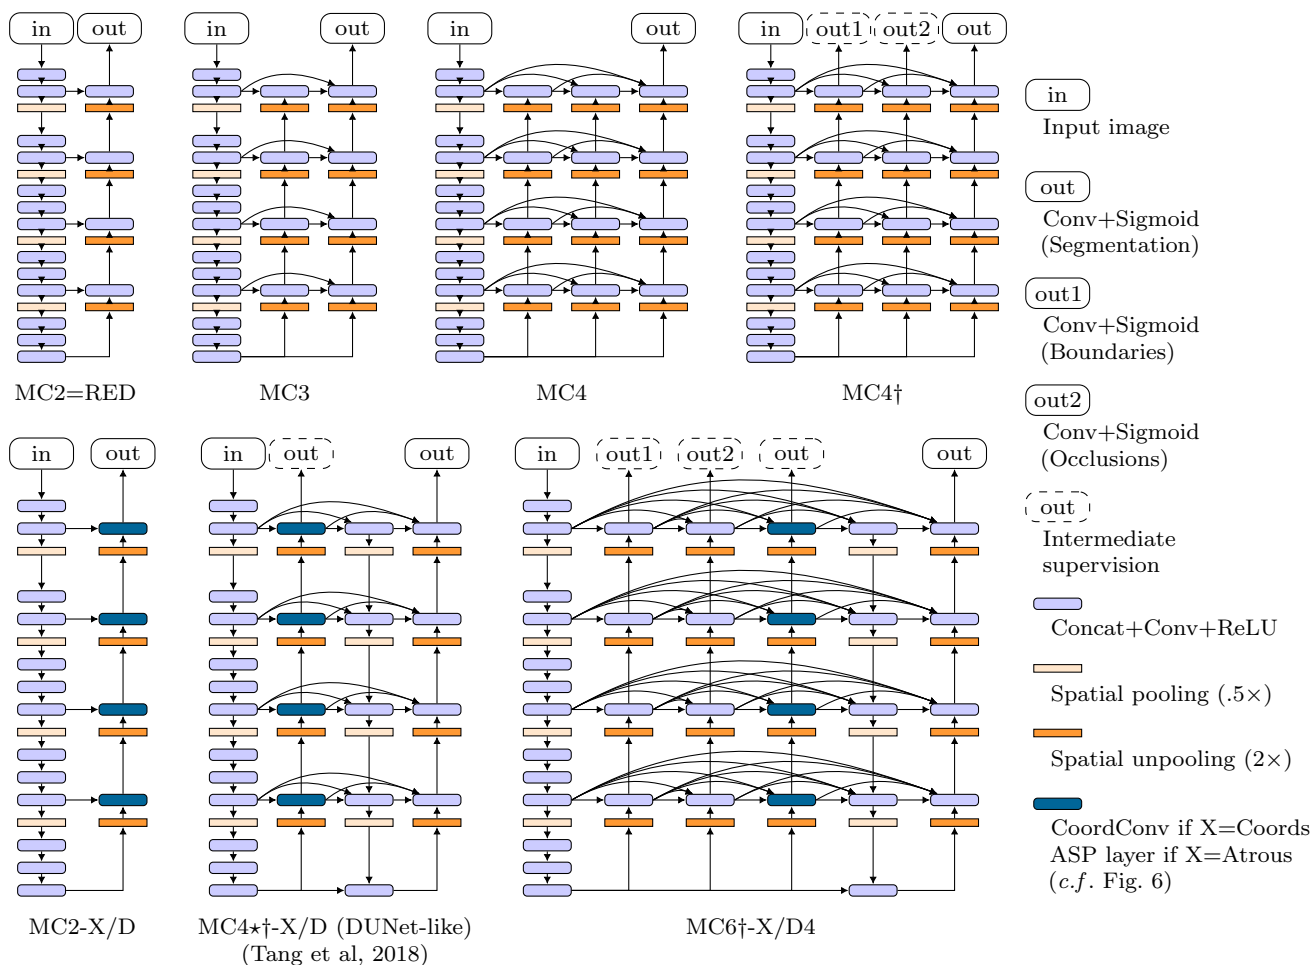 in
out
in
out
in
out
in
out1
out2
out
MC2=RED
MC3
MC4
MC4†
in
out
in
out
out
in
out1
out2
out
out
MC2-X/D
MC4⋆†-X/D (DUNet-like)
(Tang et al, 2018)
MC6†-X/D4
in
Input image
out
Conv+Sigmoid
(Segmentation)
out1
Conv+Sigmoid
(Boundaries)
out2
Conv+Sigmoid
(Occlusions)
out
Intermediate
supervision
Concat+Conv+ReLU
Spatial pooling (.5×)
Spatial unpooling (2×)
CoordConv if X=Coords
ASP layer if X=Atrous
(c.f. Fig. 6)